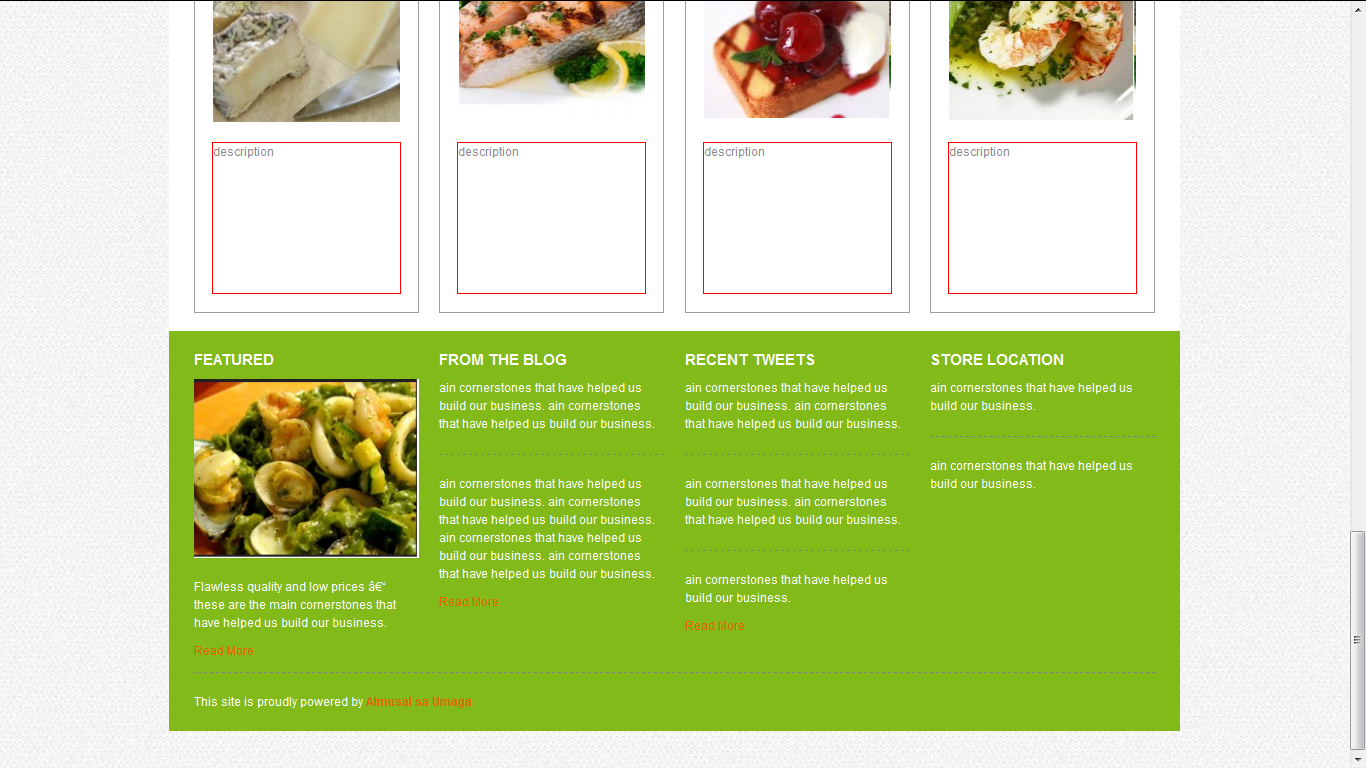 description
description
description
description
FEATURED
Flawless quality and low prices â€“
these are the main cornerstones that
have helped us build our business.
Read More
FROM THE BLOG
ain cornerstones that have helped us
build our business. ain cornerstones
that have helped us build our business.
ain cornerstones that have helped us
build our business. ain cornerstones
that have helped us build our business.
ain cornerstones that have helped us
build our business. ain cornerstones
that have helped us build our business.
Read More
RECENT TWEETS
ain cornerstones that have helped us
build our business. ain cornerstones
that have helped us build our business.
ain cornerstones that have helped us
build our business. ain cornerstones
that have helped us build our business.
ain cornerstones that have helped us
build our business.
Read More
STORE LOCATION
ain cornerstones that have helped us
build our business.
ain cornerstones that have helped us
build our business.
This site is proudly powered by Almusal sa Umaga